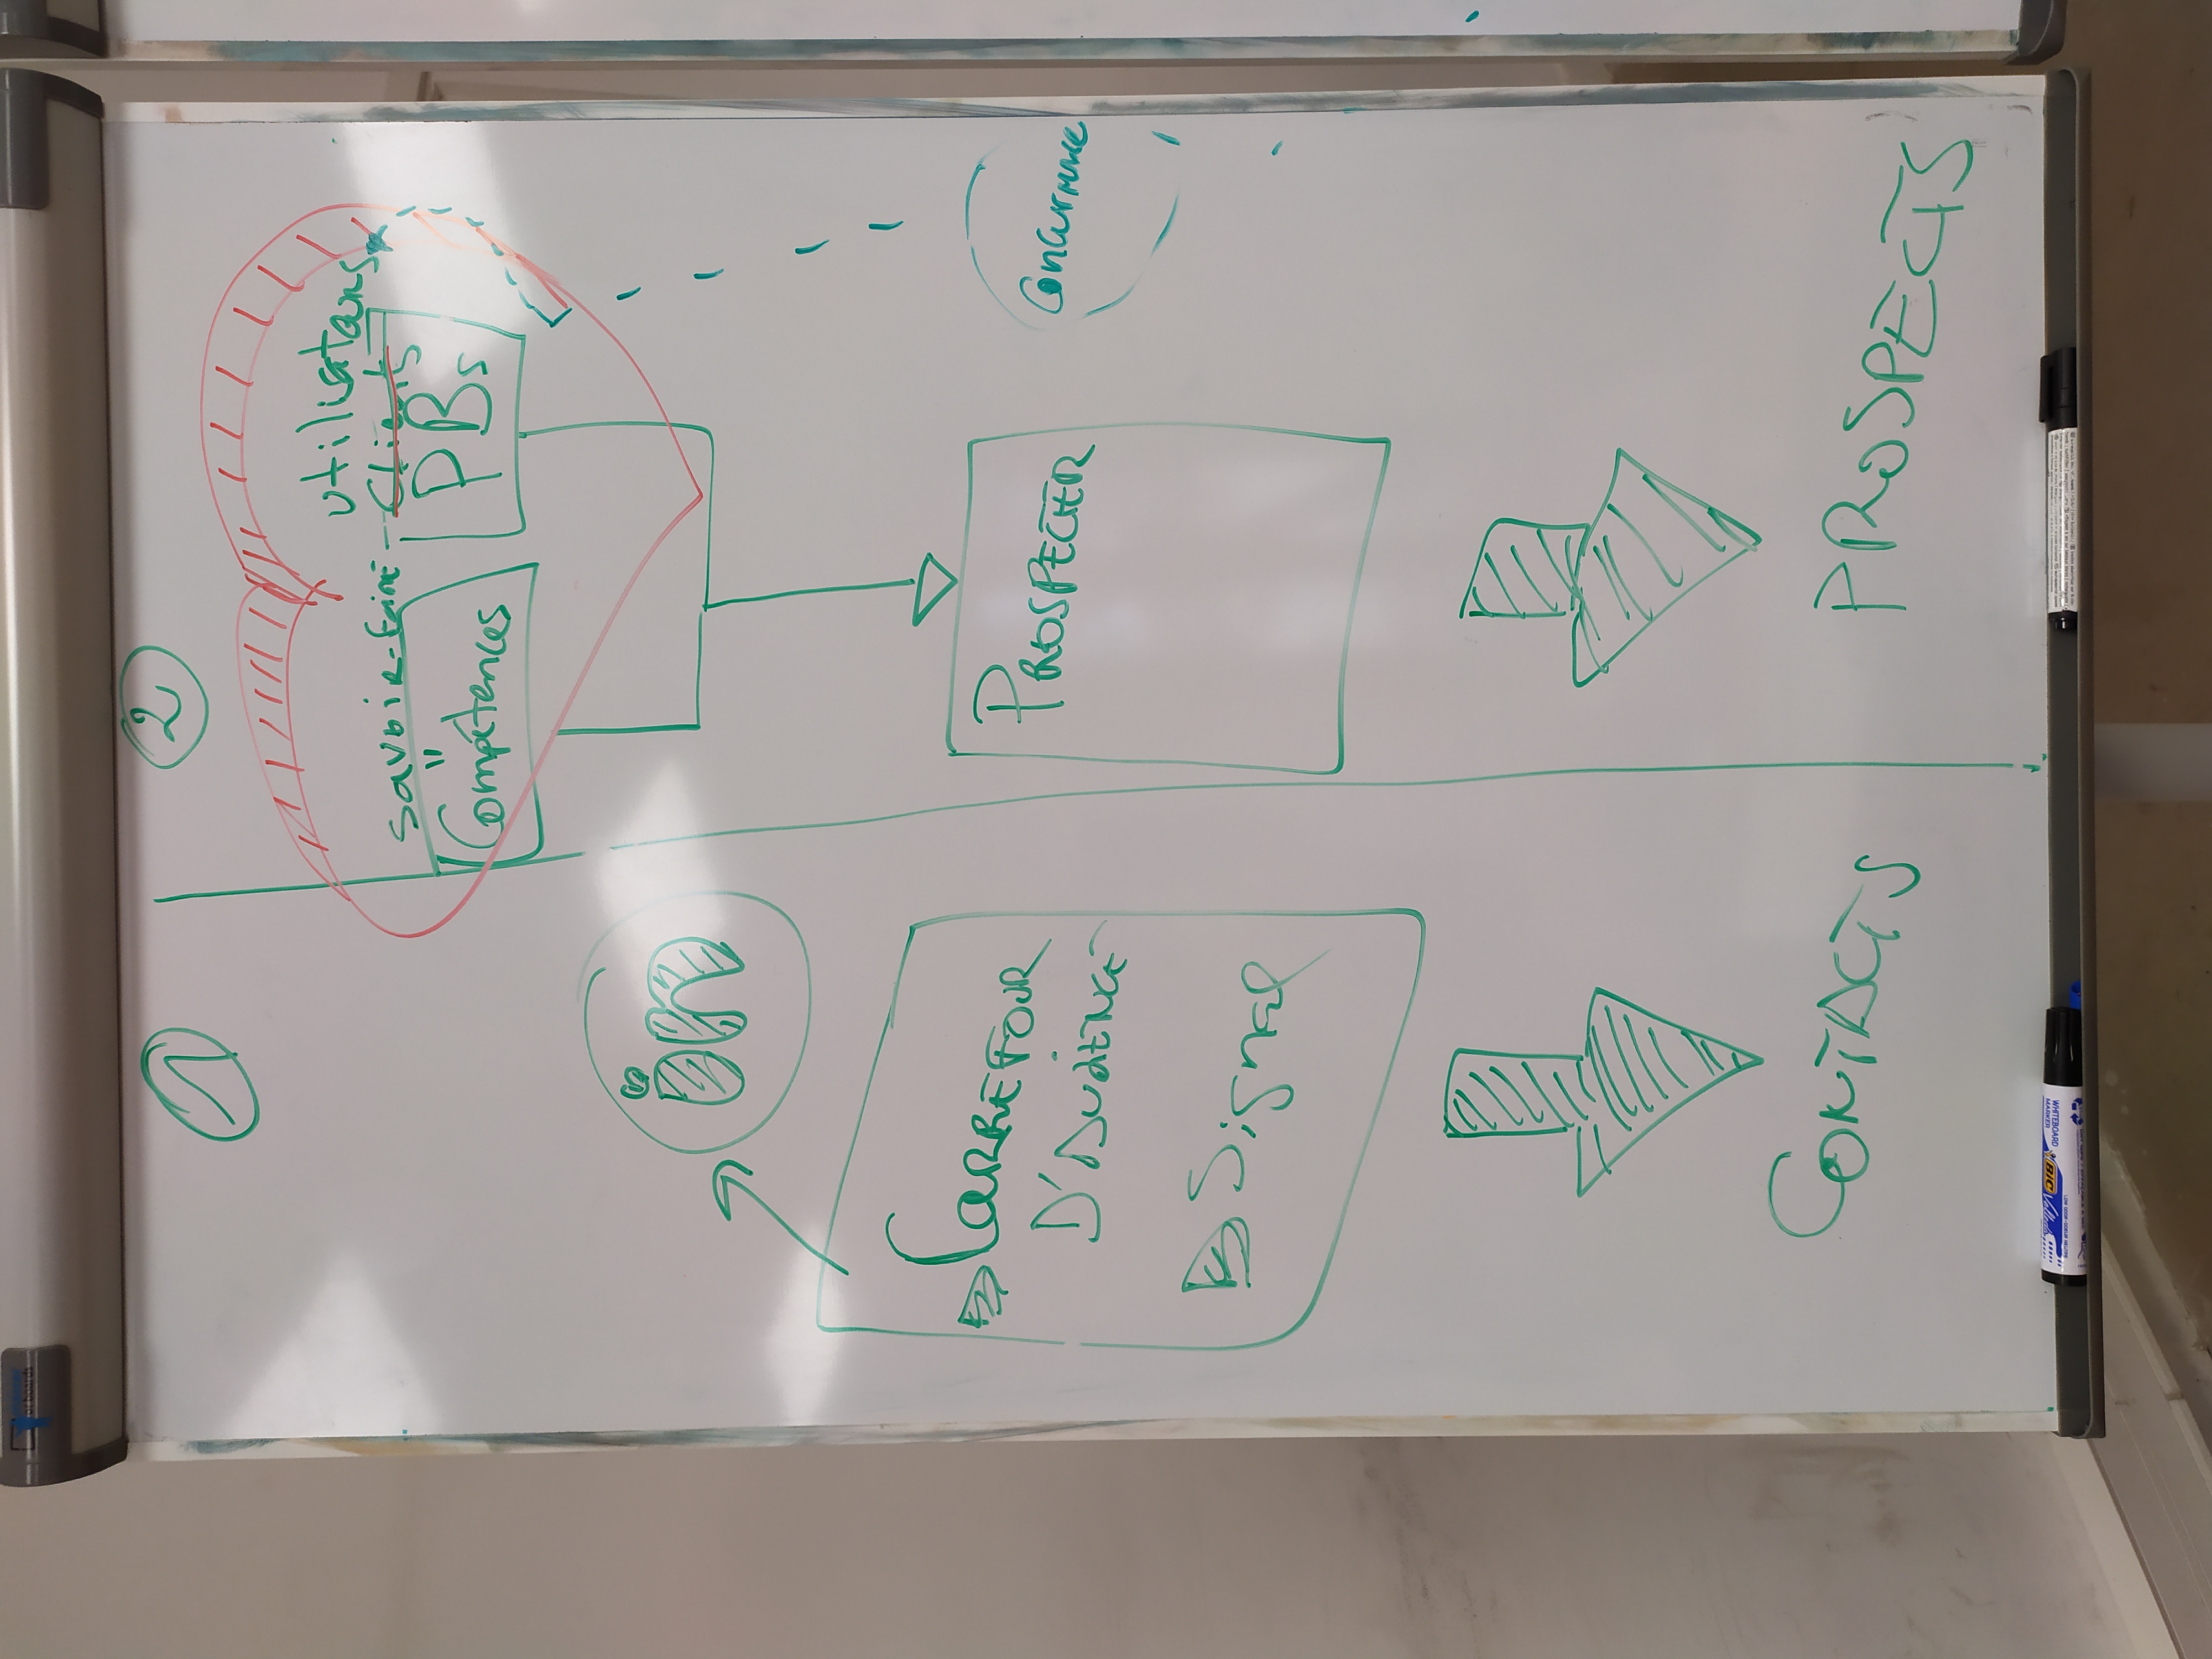 1
in
CARREFOUR
D'AUDIENCE
Signal
CONTACTS
2
utilisateurs
savoir-faire - Clients
"
Compétences
PBs
PROSPECTER
Concurrence
PROSPECTS
BIC Velleda
WHITEBOARD
MARKER